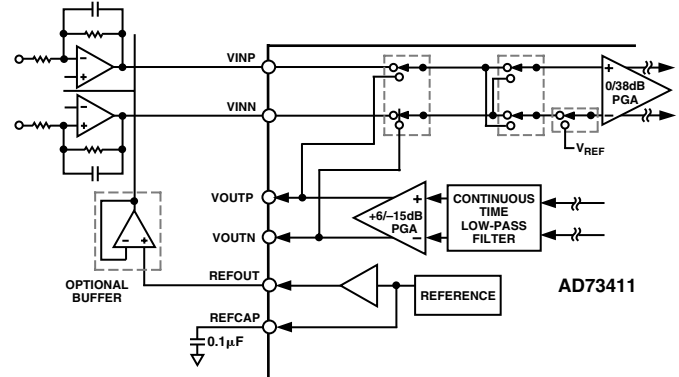 VINP
VINN
0/38dB
PGA
VREF
VOUTP
VOUTN
+6/–15dB
PGA
CONTINUOUS
TIME
LOW-PASS
FILTER
OPTIONAL
BUFFER
REFOUT
REFERENCE
AD73411
REFCAP
0.1μF